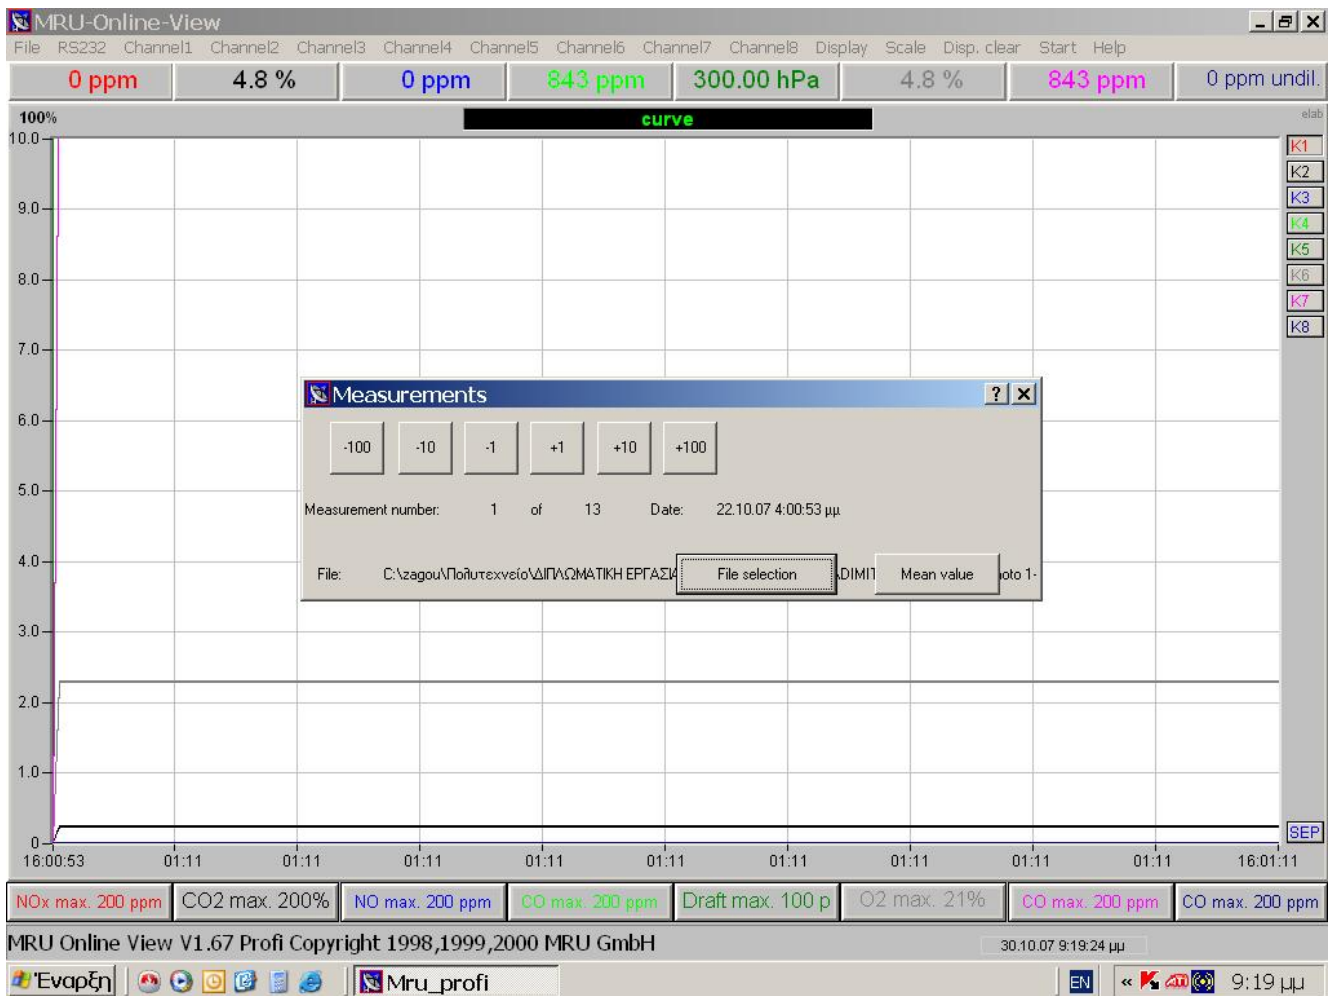 MRU-Online-View
File RS232 Channel1 Channel2 Channel3 Channel4 Channel5 Channel6 Channel7 Channel8 Display Scale Disp. clear Start Help
0 ppm 4.8 % 0 ppm 843 ppm 300.00 hPa 4.8 % 843 ppm 0 ppm undil.
100% curve elab
10.0
K1
K2
9.0 K3
K4
K5
8.0 K6
K7
K8
7.0
Measurements
6.0
-100 -10 -1 +1 +10 +100
5.0
Measurement number: 1 of 13 Date: 22.10.07 4:00:53 μμ
4.0
File: C:\zagou\Πολυτεχνείο\ΔΙΠΛΩΜΑΤΙΚΗ ΕΡΓΑΣΙ File selection \DIMIT Mean value oto 1-
3.0
2.0
1.0
SEP
0
16:00:53 01:11 01:11 01:11 01:11 01:11 01:11 01:11 01:11 01:11 16:01:11
NOx max. 200 ppm CO2 max. 200% NO max. 200 ppm CO max. 200 ppm Draft max. 100 p O2 max. 21% CO max. 200 ppm CO max. 200 ppm
MRU Online View V1.67 Profi Copyright 1998,1999,2000 MRU GmbH 30.10.07 9:19:24 μμ
Έναρξη Mru_profi EN « 9:19 μμ